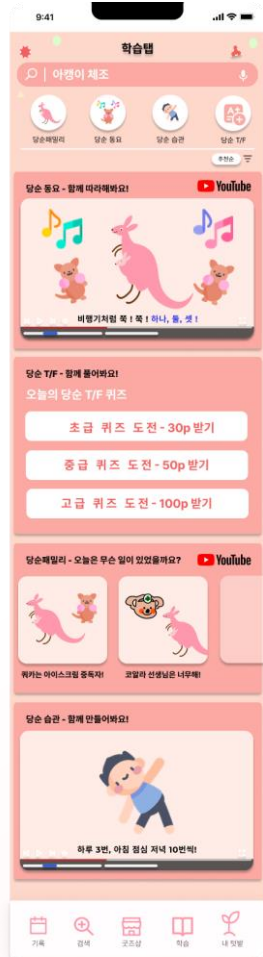 9:41
학습탭
아캥이 체조
당순패밀리
당순 동요
당순 습관
당순 T/F
추천순
당순 동요 - 함께 따라해봐요!
YouTube
비행기처럼 쭉 ! 쭉 ! 하나, 둘, 셋 !
당순 T/F - 함께 풀어봐요!
오늘의 당순 T/F 퀴즈
초급 퀴즈 도전 - 30p 받기
중급 퀴즈 도전 - 50p 받기
고급 퀴즈 도전 - 100p 받기
당순패밀리 - 오늘은 무슨 일이 있었을까요?
YouTube
쿼카는 아이스크림 중독자!
코알라 선생님은 너무해!
당순 습관 - 함께 만들어봐요!
하루 3번, 아침 점심 저녁 10번씩!
기록
검색
굿즈샵
학습
내 텃밭